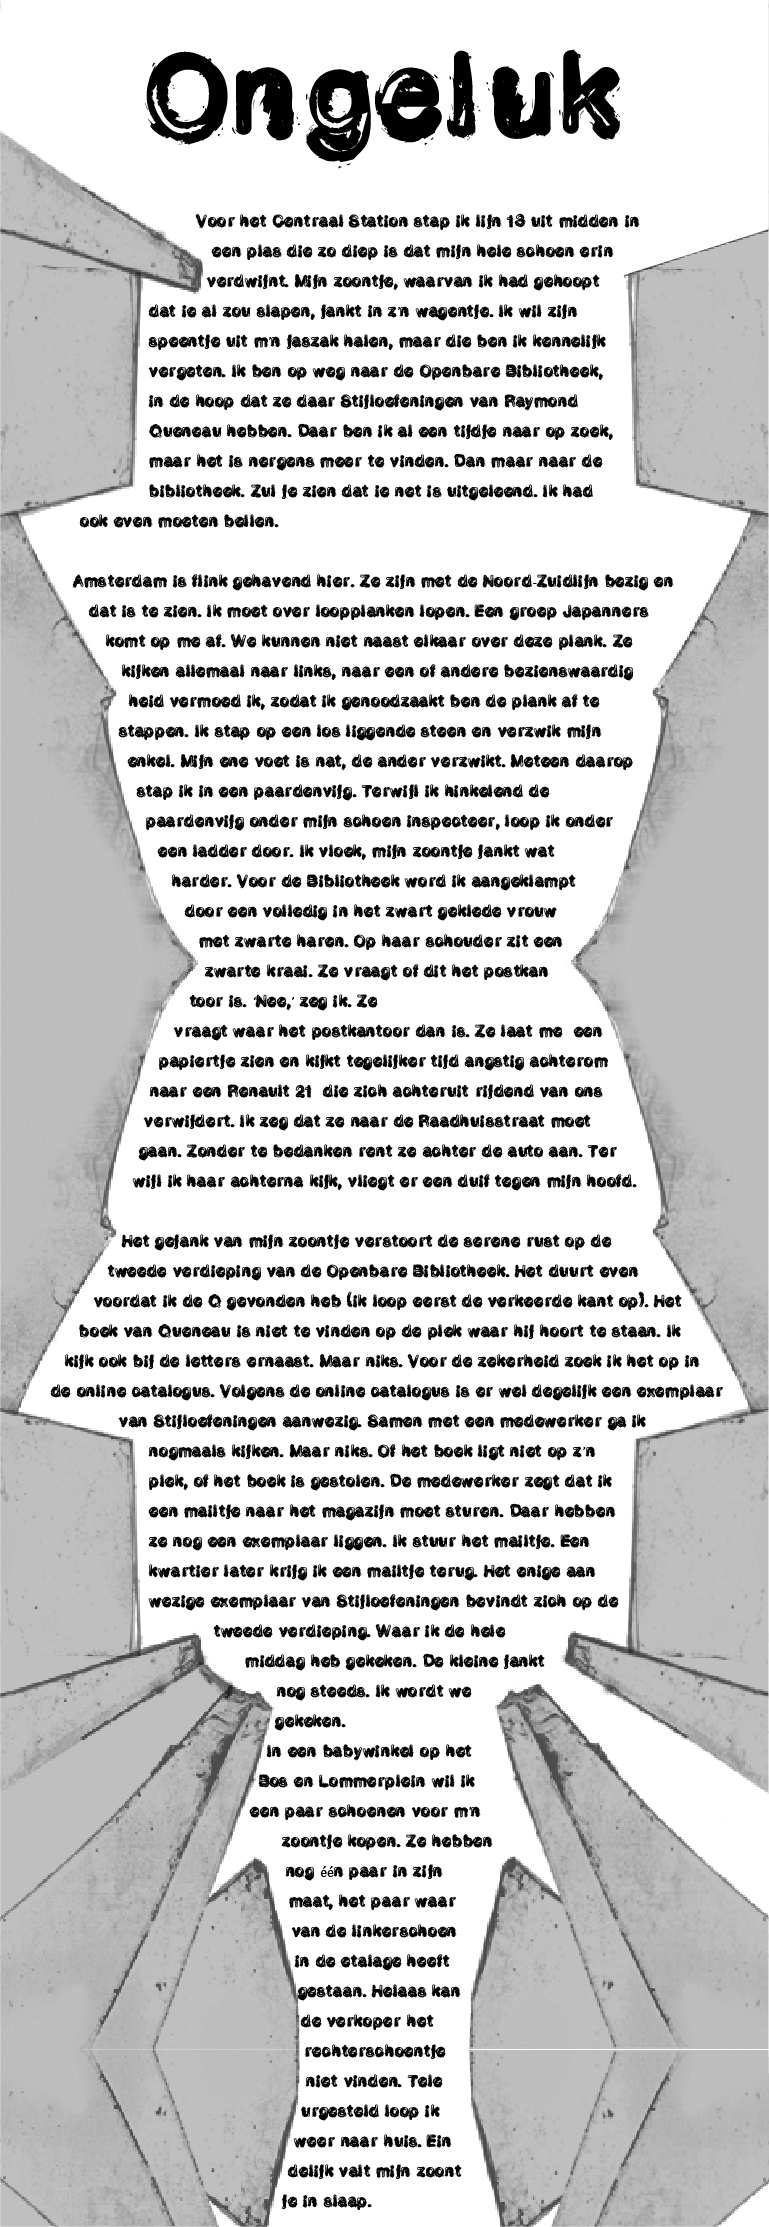 Ongeluk
Voor het Centraal Station stap ik lijn 13 uit midden in
een plas die zo diep is dat mijn hele schoen erin
verdwijnt. Mijn zoontje, waarvan ik had gehoopt
dat ie al zou slapen, jankt in z'n wagentje. Ik wil zijn
speentje uit m'n jaszak halen, maar die ben ik kennelijk
vergeten. Ik ben op weg naar de Openbare Bibliotheek,
in de hoop dat ze daar Stijloefeningen van Raymond
Queneau hebben. Daar ben ik al een tijdje naar op zoek,
maar het is nergens meer te vinden. Dan maar naar de
bibliotheek. Zul je zien dat ie net is uitgeleend. Ik had
ook even moeten bellen.
Amsterdam is flink gehavend hier. Ze zijn met de Noord-Zuidlijn bezig en
dat is te zien. Ik moet over loopplanken lopen. Een groep Japanners
komt op me af. We kunnen niet naast elkaar over deze plank. Ze
kijken allemaal naar links, naar een of andere bezienswaardig
heid vermoed ik, zodat ik genoodzaakt ben de plank af te
stappen. Ik stap op een los liggende steen en verzwik mijn
enkel. Mijn ene voet is nat, de ander verzwikt. Meteen daarop
stap ik in een paardenvijg. Terwijl ik hinkelend de
paardenvijg onder mijn schoen inspecteer, loop ik onder
een ladder door. Ik vloek, mijn zoontje jankt wat
harder. Voor de Bibliotheek word ik aangeklampt
door een volledig in het zwart geklede vrouw
met zwarte haren. Op haar schouder zit een
zwarte kraai. Ze vraagt of dit het postkan
toor is. 'Nee,' zeg ik. Ze
vraagt waar het postkantoor dan is. Ze laat me een
papiertje zien en kijkt tegelijker tijd angstig achterom
naar een Renault 21 die zich achteruit rijdend van ons
verwijdert. Ik zeg dat ze naar de Raadhuisstraat moet
gaan. Zonder te bedanken rent ze achter de auto aan. Ter
wijl ik haar achterna kijk, vliegt er een duif tegen mijn hoofd.
Het gejank van mijn zoontje verstoort de serene rust op de
tweede verdieping van de Openbare Bibliotheek. Het duurt even
voordat ik de Q gevonden heb (ik loop eerst de verkeerde kant op). Het
boek van Queneau is niet te vinden op de plek waar hij hoort te staan. Ik
kijk ook bij de letters ernaast. Maar niks. Voor de zekerheid zoek ik het op in
de online catalogus. Volgens de online catalogus is er wel degelijk een exemplaar
van Stijloefeningen aanwezig. Samen met een medewerker ga ik
nogmaals kijken. Maar niks. Of het boek ligt niet op z'n
plek, of het boek is gestolen. De medewerker zegt dat ik
een mailtje naar het magazijn moet sturen. Daar hebben
ze nog een exemplaar liggen. Ik stuur het mailtje. Een
kwartier later krijg ik een mailtje terug. Het enige aan
wezige exemplaar van Stijloefeningen bevindt zich op de
tweede verdieping. Waar ik de hele
middag heb gekeken. De kleine jankt
nog steeds. Ik wordt we
gekeken.
In een babywinkel op het
Bos en Lommerplein wil ik
een paar schoenen voor m'n
zoontje kopen. Ze hebben
nog één paar in zijn
maat, het paar waar
van de linkerschoen
in de etalage heeft
gestaan. Helaas kan
de verkoper het
rechterschoentje
niet vinden. Tele
urgesteld loop ik
weer naar huis. Ein
delijk valt mijn zoont
je in slaap.